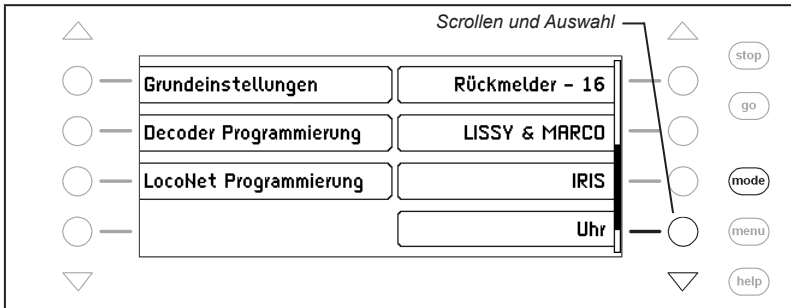 Scrollen und Auswahl
stop
Grundeinstellungen
Rückmelder – 16
go
Decoder Programmierung
LISSY & MARCO
LocoNet Programmierung
IRIS
mode
Uhr
menu
help